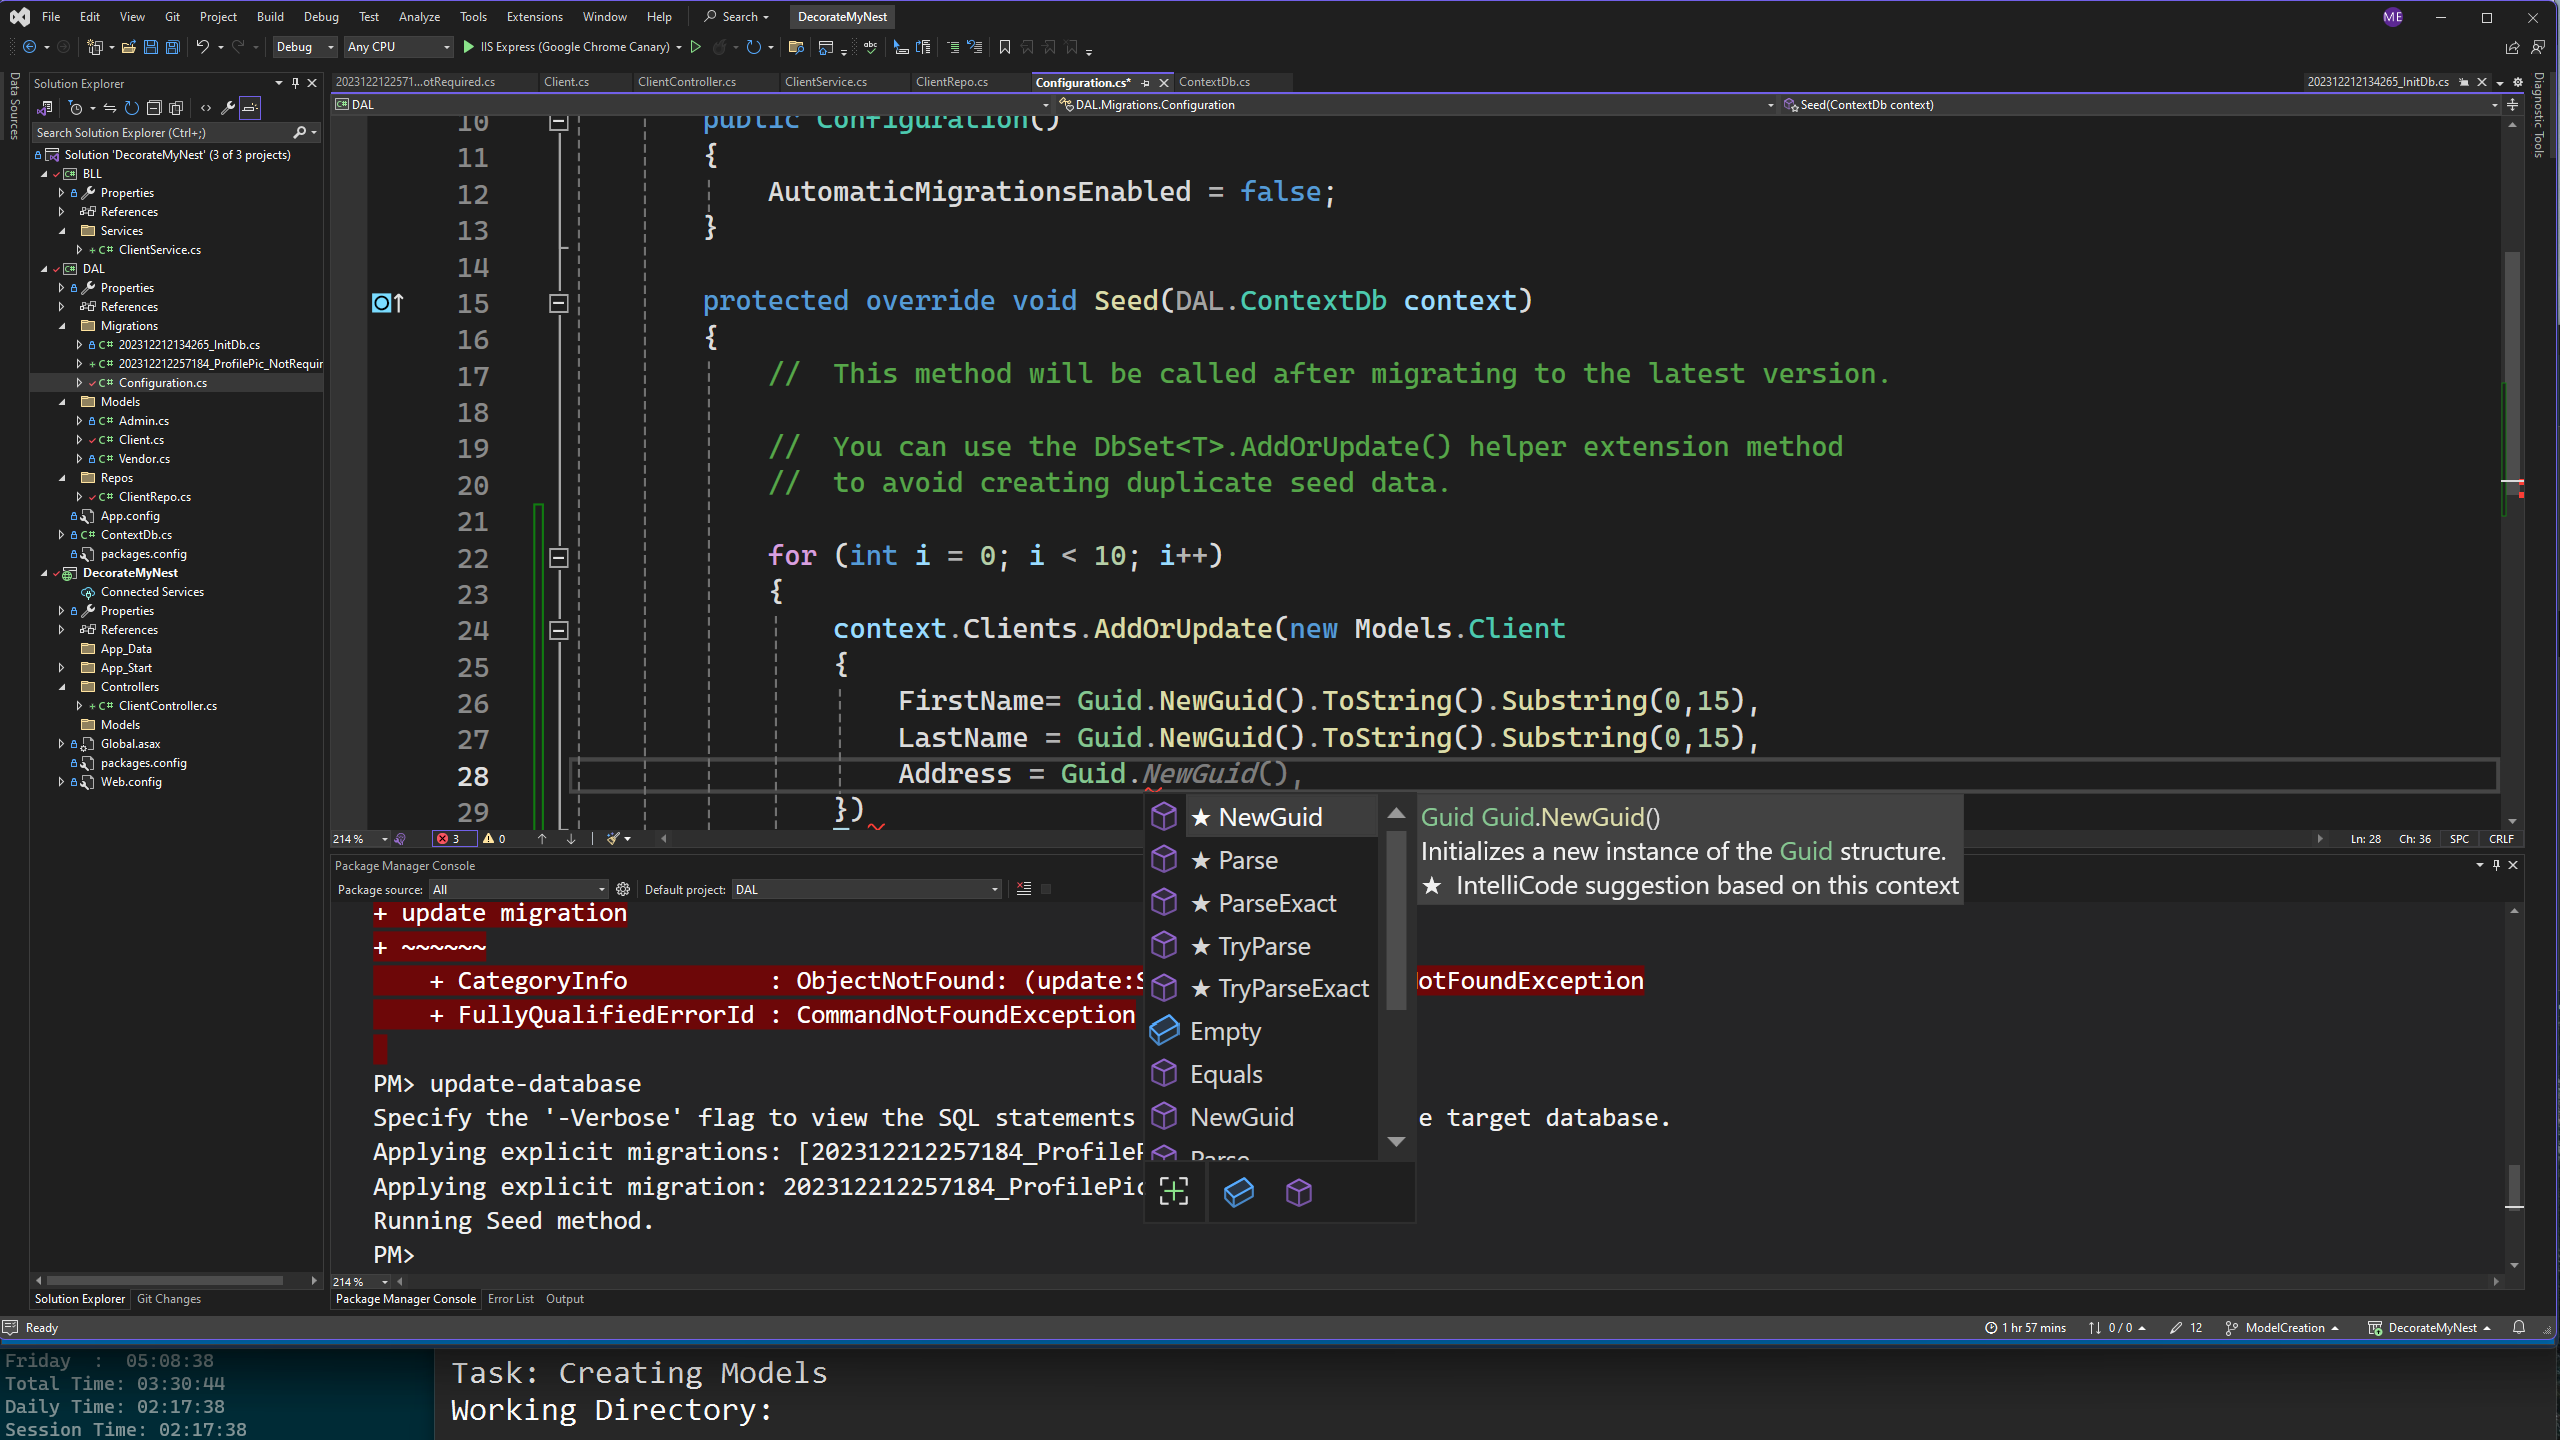 File Edit View Git Project Build Debug Test Analyze Tools Extensions Window Help Search DecorateMyNest ME
Debug Any CPU IIS Express (Google Chrome Canary)
Data Sources
Solution Explorer
Search Solution Explorer (Ctrl+;)
Solution 'DecorateMyNest' (3 of 3 projects)
BLL
Properties
References
Services
ClientService.cs
DAL
Properties
References
Migrations
202312212134265_InitDb.cs
202312212257184_ProfilePic_NotRequir
Configuration.cs
Models
Admin.cs
Client.cs
Vendor.cs
Repos
ClientRepo.cs
App.config
ContextDb.cs
packages.config
DecorateMyNest
Connected Services
Properties
References
App_Data
App_Start
Controllers
ClientController.cs
Models
Global.asax
packages.config
Web.config
Solution Explorer Git Changes
2023122122571...otRequired.cs Client.cs ClientController.cs ClientService.cs ClientRepo.cs Configuration.cs* ContextDb.cs 202312212134265_InitDb.cs
DAL DAL.Migrations.Configuration Seed(ContextDb context)
Diagnostic Tools
10 public Configuration()
11 {
12 AutomaticMigrationsEnabled = false;
13 }
14
15 protected override void Seed(DAL.ContextDb context)
16 {
17 // This method will be called after migrating to the latest version.
18
19 // You can use the DbSet<T>.AddOrUpdate() helper extension method
20 // to avoid creating duplicate seed data.
21
22 for (int i = 0; i < 10; i++)
23 {
24 context.Clients.AddOrUpdate(new Models.Client
25 {
26 FirstName= Guid.NewGuid().ToString().Substring(0,15),
27 LastName = Guid.NewGuid().ToString().Substring(0,15),
28 Address = Guid.NewGuid(),
29 })
NewGuid
Parse
ParseExact
TryParse
TryParseExact
Empty
Equals
NewGuid
Parse
Guid Guid.NewGuid()
Initializes a new instance of the Guid structure.
★ IntelliCode suggestion based on this context
214 % 3 0 Ln: 28 Ch: 36 SPC CRLF
Package Manager Console
Package source: All Default project: DAL
+ update migration
+ ~~~~~~
+ CategoryInfo : ObjectNotFound: (update:S otFoundException
+ FullyQualifiedErrorId : CommandNotFoundException
PM> update-database
Specify the '-Verbose' flag to view the SQL statements e target database.
Applying explicit migrations: [202312212257184_ProfileP
Applying explicit migration: 202312212257184_ProfilePic
Running Seed method.
PM>
214 %
Package Manager Console Error List Output
Ready 1 hr 57 mins 0 / 0 12 ModelCreation DecorateMyNest
Friday : 05:08:38
Total Time: 03:30:44
Daily Time: 02:17:38
Session Time: 02:17:38
Task: Creating Models
Working Directory: